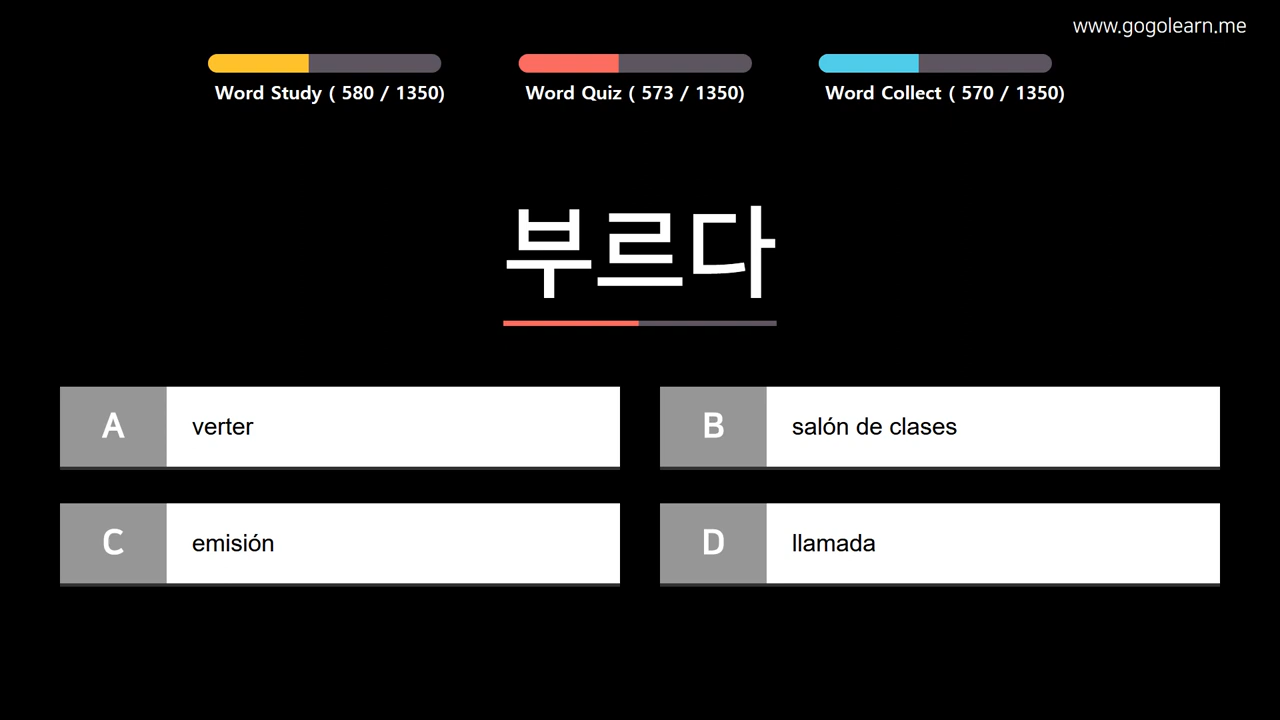 www.gogolearn.me
Word Study ( 580 / 1350)
Word Quiz ( 573 / 1350)
Word Collect ( 570 / 1350)
부르다
A verter
B salón de clases
C emisión
D llamada